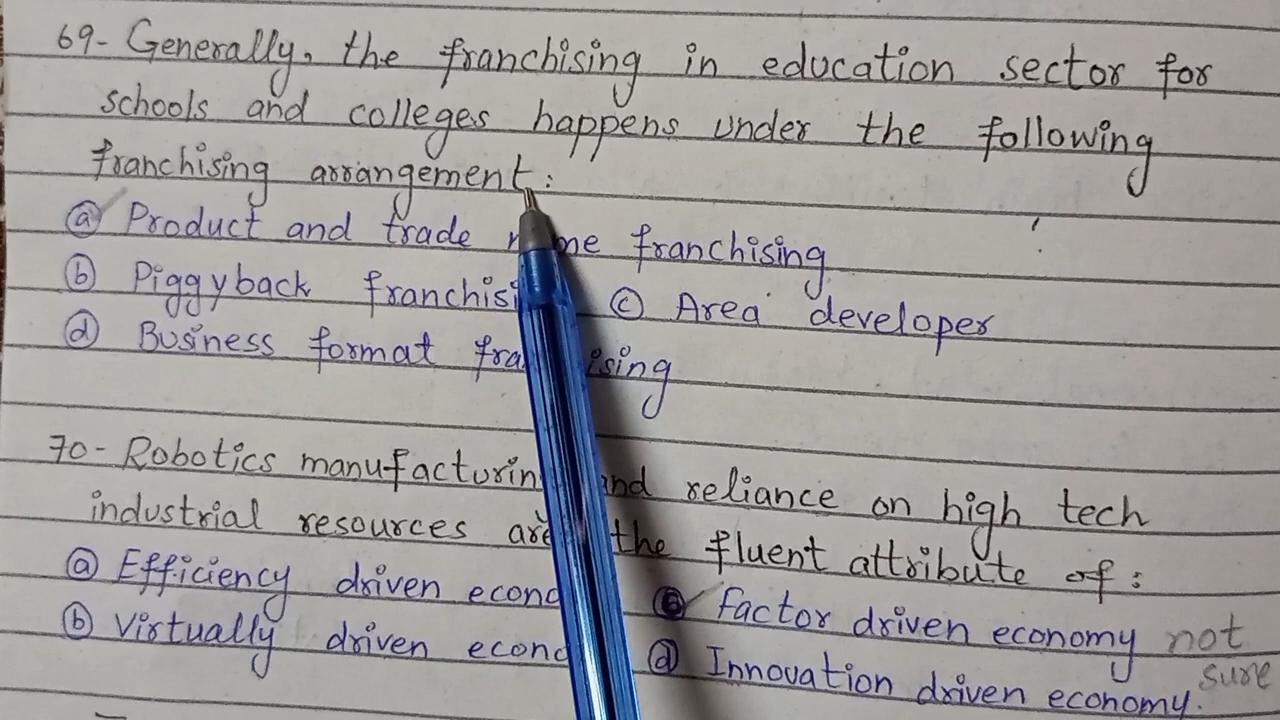 69- Generally, the franchising in education sector for
schools and colleges happens under the following
franchising arrangement:
ⓐ Product and trade franchising
ⓑ Piggyback ⓒ Area developer
ⓓ Business format
70- Robotics and reliance on high tech
industrial resources are the fluent attribute of:
ⓐ Efficiency driven ⓒ factor driven economy not
ⓑ Virtually driven ⓓ Innovation driven economy. sure